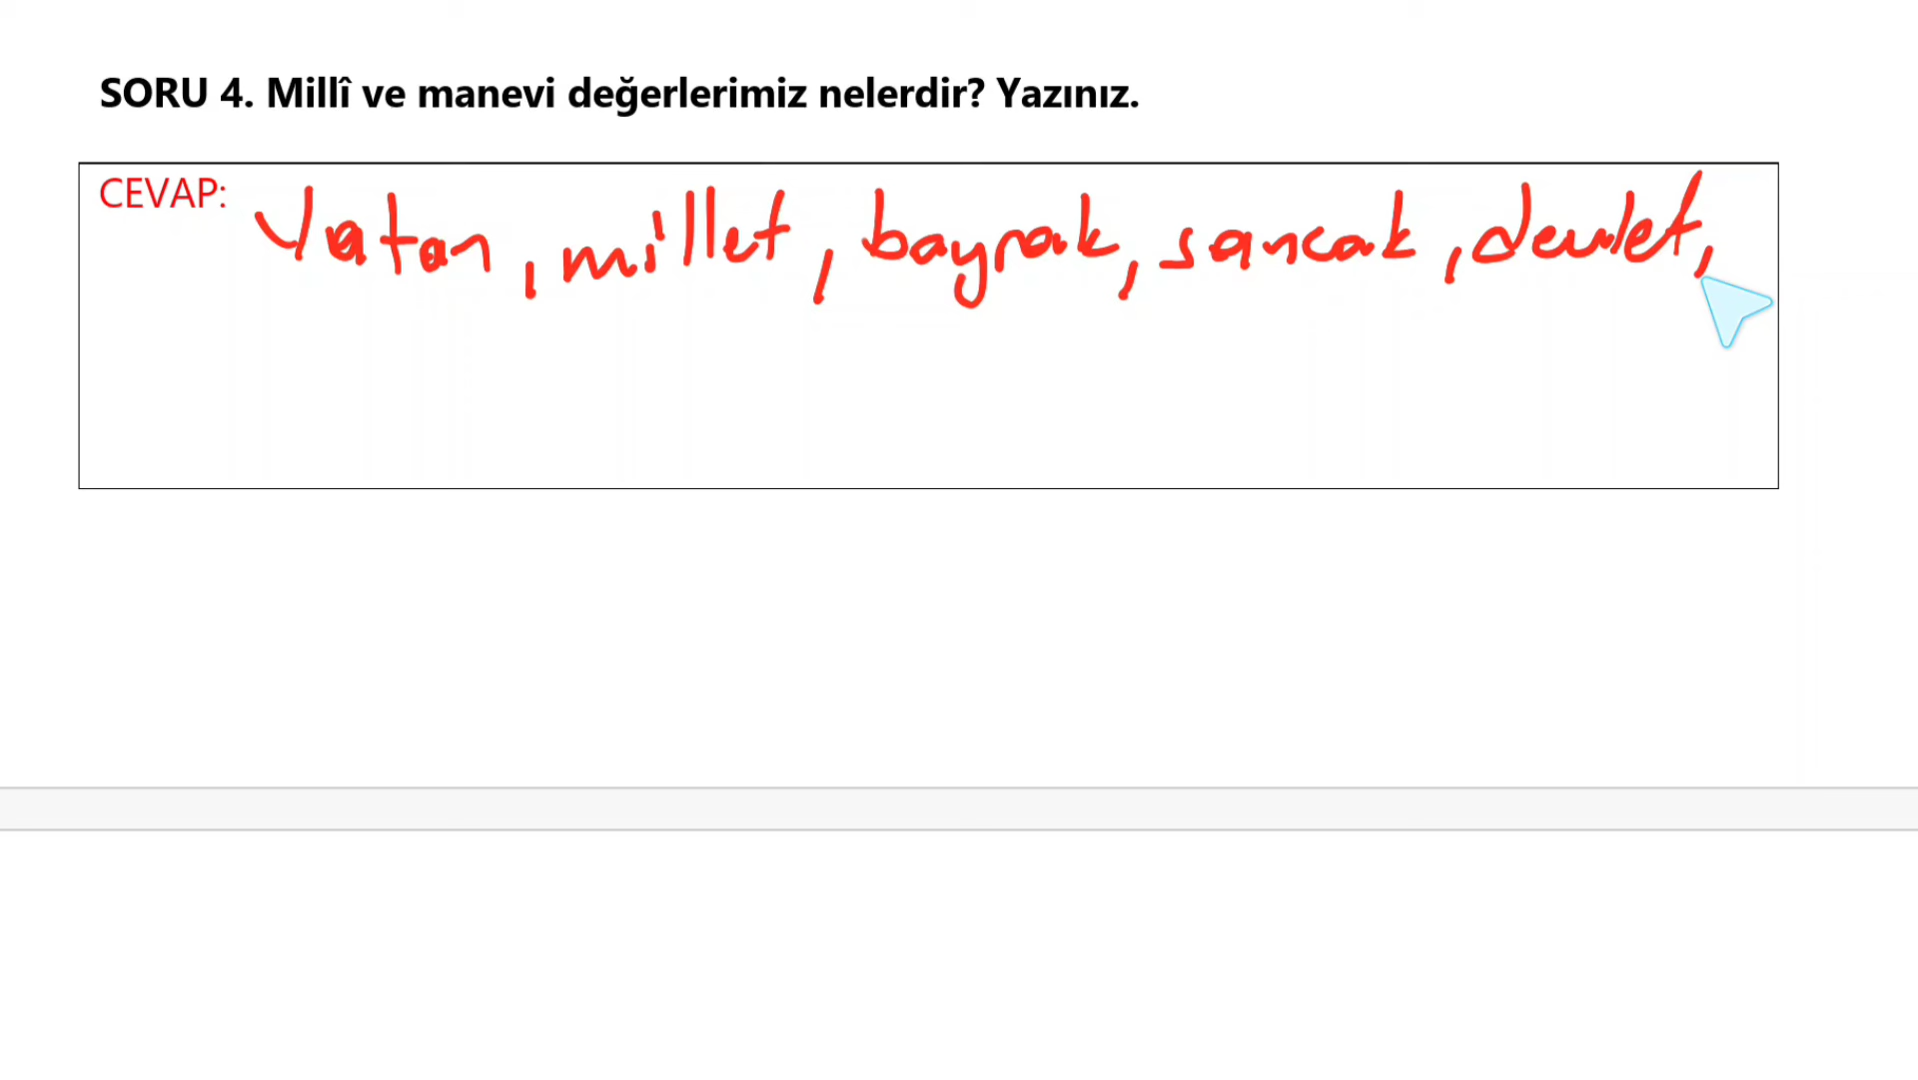 SORU 4. Millî ve manevi değerlerimiz nelerdir? Yazınız.
CEVAP: Vatan, millet, bayrak, sancak, devlet,